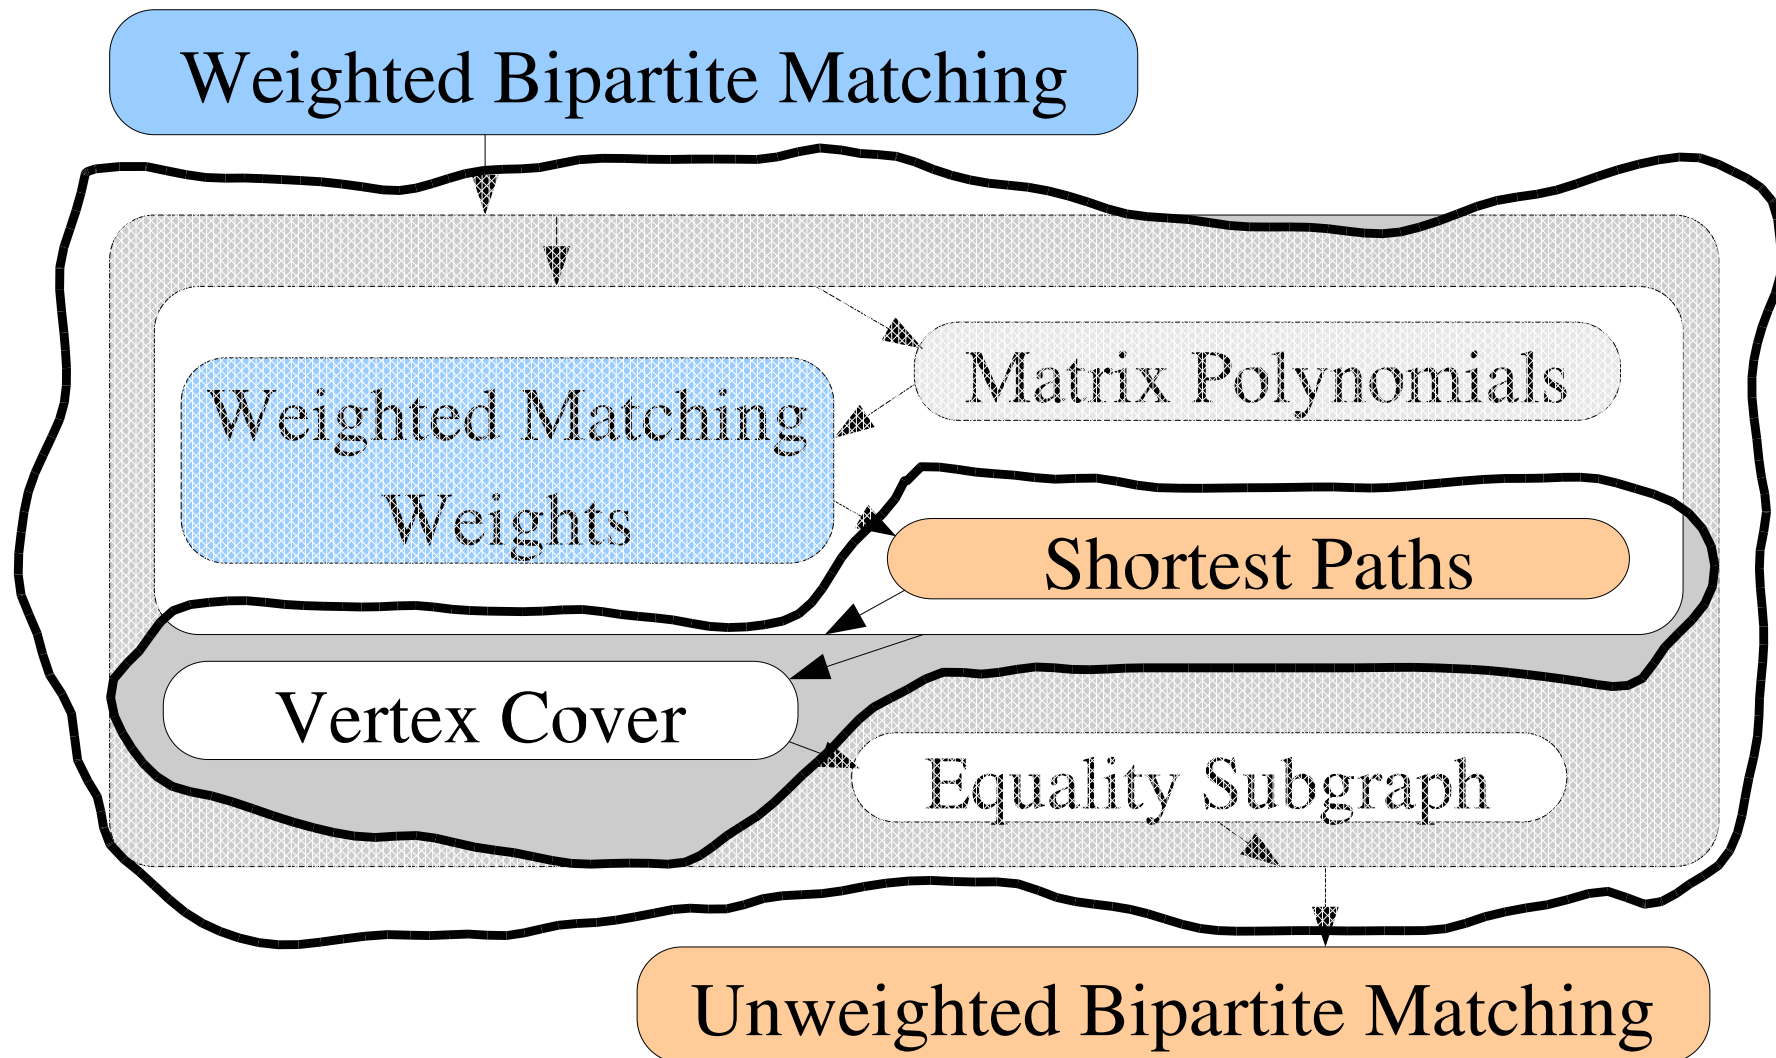 Weighted Bipartite Matching
Matrix Polynomials
Weighted Matching
Weights
Shortest Paths
Vertex Cover
Equality Subgraph
Unweighted Bipartite Matching